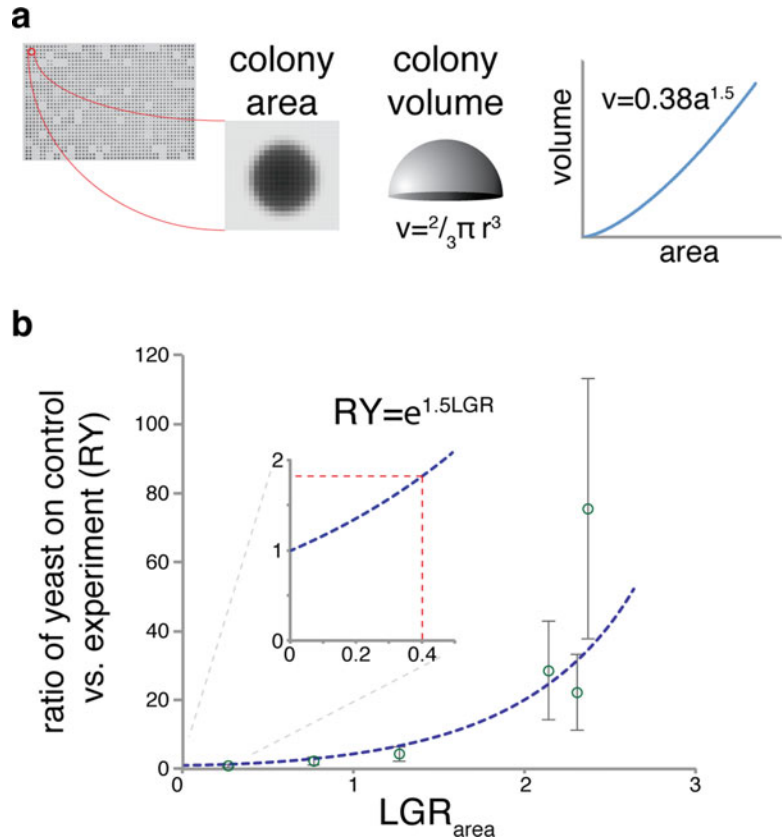 a
colony
area
colony
volume
v=²/₃π r³
volume
v=0.38a¹·⁵
area
b
ratio of yeast on control
vs. experiment (RY)
120
100
80
60
40
20
0
RY=e¹·⁵ᴸᴳᴿ
2
1
0
0 0.2 0.4
0 1 2 3
LGR_area